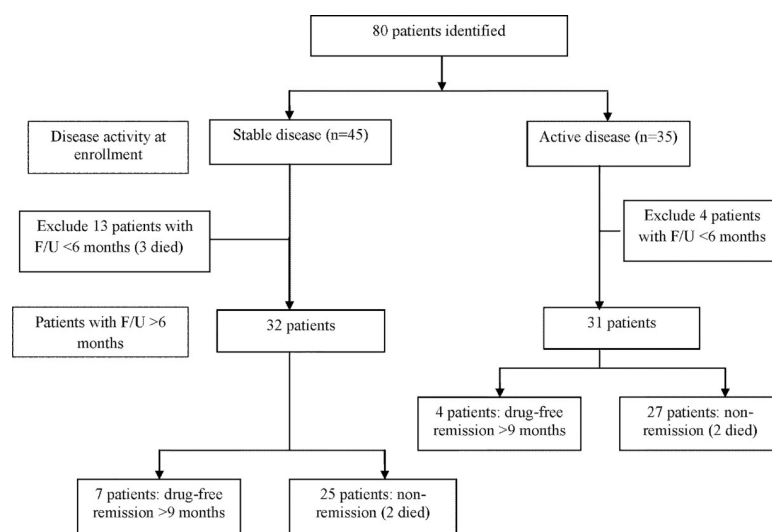 80 patients identified
Disease activity at
enrollment
Stable disease (n=45)
Active disease (n=35)
Exclude 13 patients with
F/U <6 months (3 died)
Exclude 4 patients
with F/U <6 months
Patients with F/U >6
months
32 patients
31 patients
4 patients: drug-free
remission >9 months
27 patients: non-
remission (2 died)
7 patients: drug-free
remission >9 months
25 patients: non-
remission (2 died)